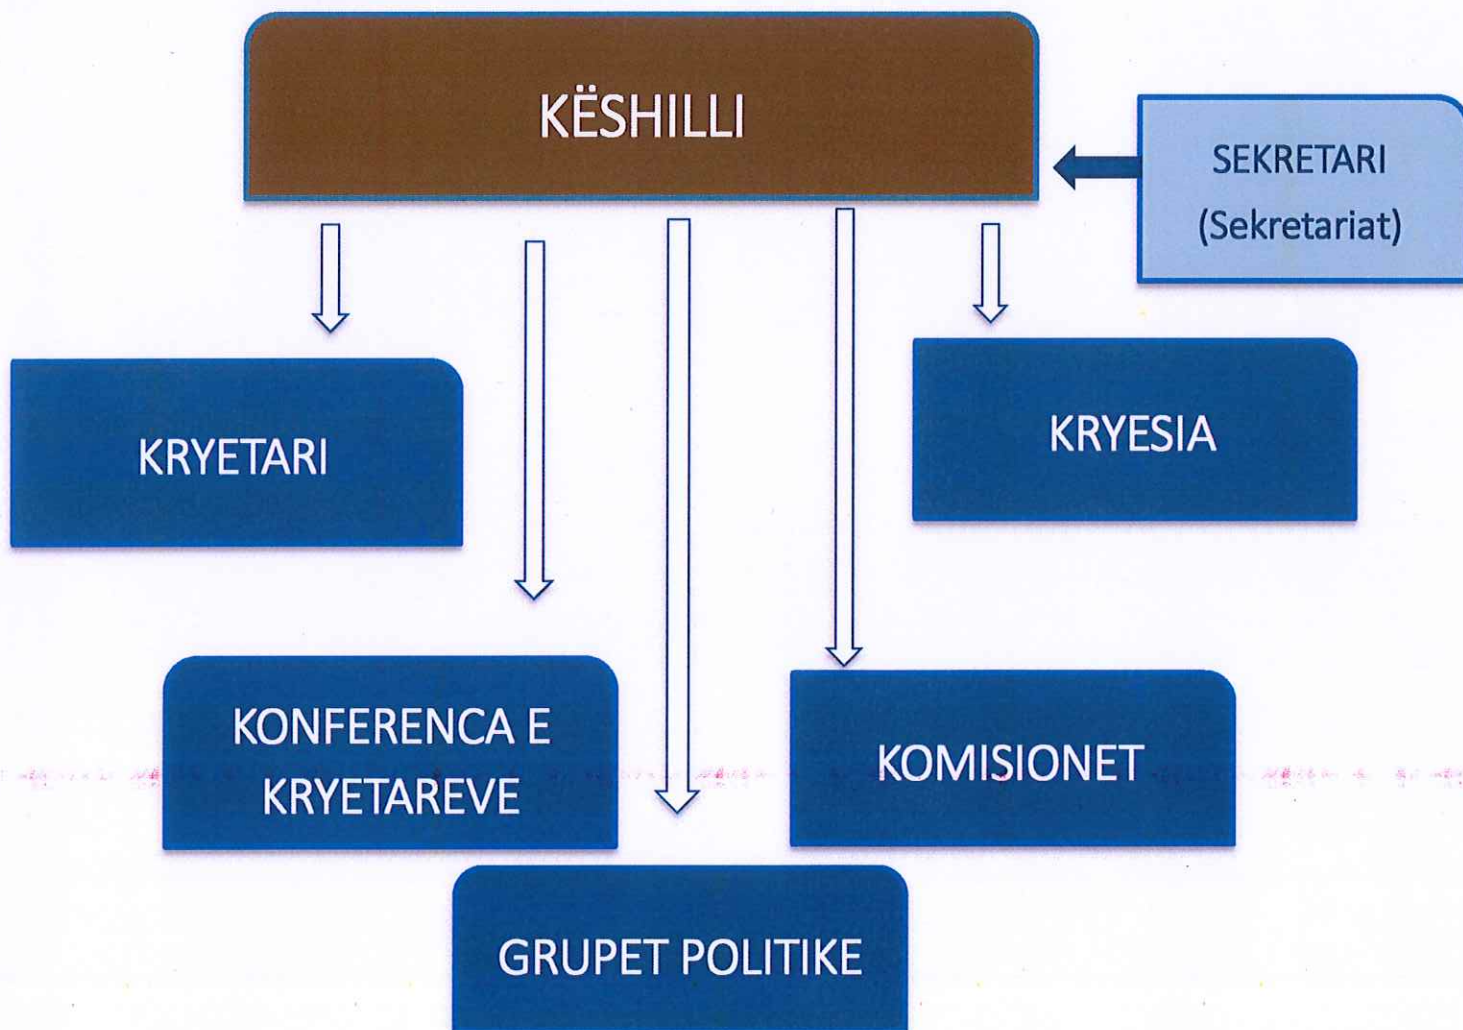 KËSHILLI
SEKRETARI
(Sekretariat)
KRYETARI
KRYESIA
KONFERENCA E
KRYETAREVE
KOMISIONET
GRUPET POLITIKE